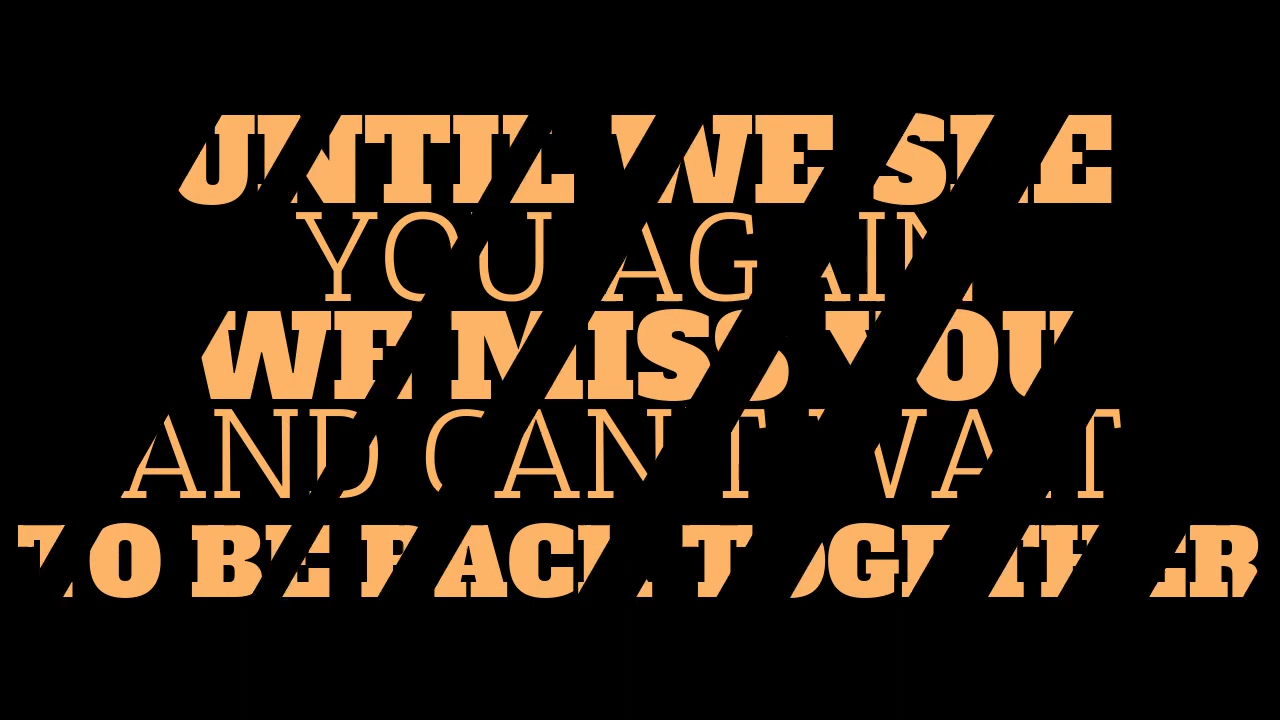 UNTIL WE SEE
YOU AGAIN
WE MISS YOU
AND CAN'T WAIT
TO BE BACK TOGETHER